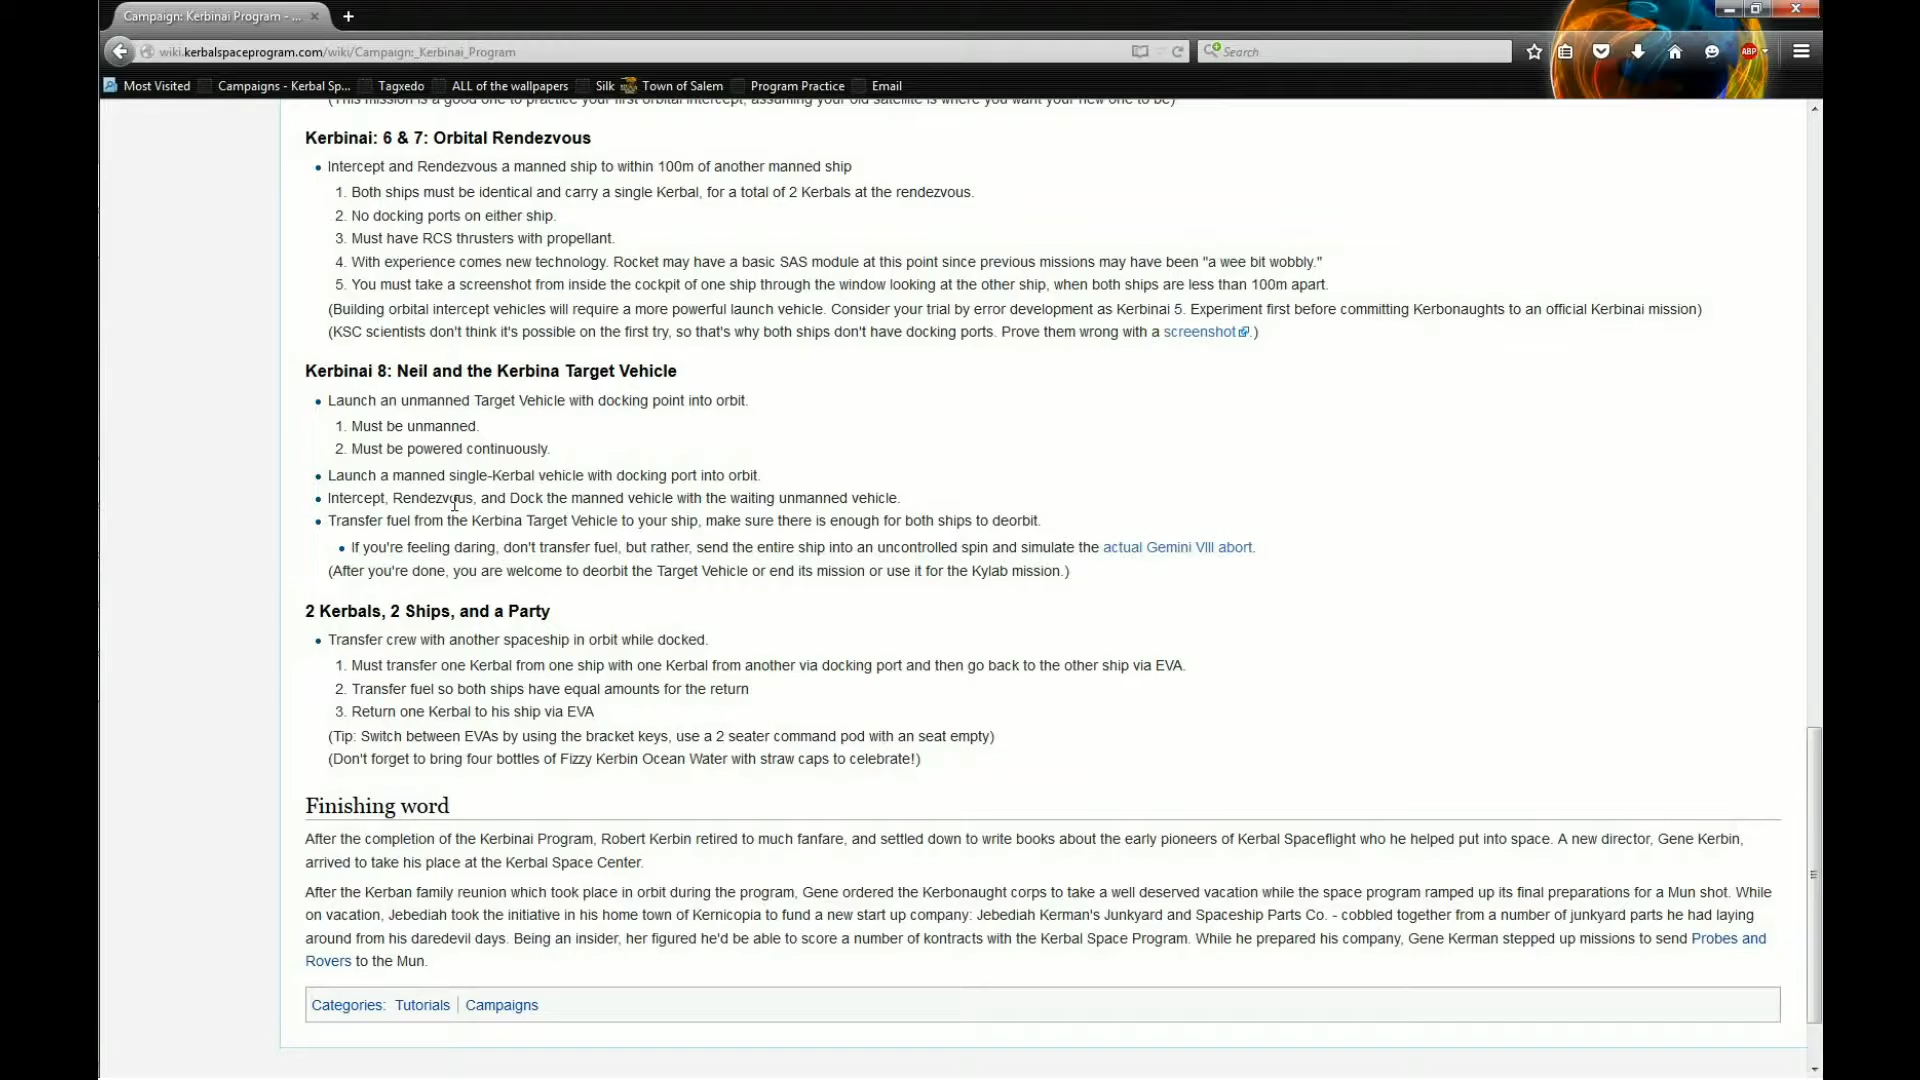 Campaign: Kerbinai Program - ...
wiki.kerbalspaceprogram.com/wiki/Campaign:_Kerbinai_Program
Search
ABP
Most Visited
Campaigns - Kerbal Sp...
Tagxedo
ALL of the wallpapers
Silk
Town of Salem
Program Practice
Email
(This mission is a good one to practice your first orbital intercept, assuming your old satellite is where you want your new one to be)
Kerbinai: 6 & 7: Orbital Rendezvous
Intercept and Rendezvous a manned ship to within 100m of another manned ship
1. Both ships must be identical and carry a single Kerbal, for a total of 2 Kerbals at the rendezvous.
2. No docking ports on either ship.
3. Must have RCS thrusters with propellant.
4. With experience comes new technology. Rocket may have a basic SAS module at this point since previous missions may have been "a wee bit wobbly."
5. You must take a screenshot from inside the cockpit of one ship through the window looking at the other ship, when both ships are less than 100m apart.
(Building orbital intercept vehicles will require a more powerful launch vehicle. Consider your trial by error development as Kerbinai 5. Experiment first before committing Kerbonaughts to an official Kerbinai mission)
(KSC scientists don't think it's possible on the first try, so that's why both ships don't have docking ports. Prove them wrong with a screenshot.)
Kerbinai 8: Neil and the Kerbina Target Vehicle
Launch an unmanned Target Vehicle with docking point into orbit.
1. Must be unmanned.
2. Must be powered continuously.
Launch a manned single-Kerbal vehicle with docking port into orbit.
Intercept, Rendezvous, and Dock the manned vehicle with the waiting unmanned vehicle.
Transfer fuel from the Kerbina Target Vehicle to your ship, make sure there is enough for both ships to deorbit.
If you're feeling daring, don't transfer fuel, but rather, send the entire ship into an uncontrolled spin and simulate the actual Gemini VIII abort.
(After you're done, you are welcome to deorbit the Target Vehicle or end its mission or use it for the Kylab mission.)
2 Kerbals, 2 Ships, and a Party
Transfer crew with another spaceship in orbit while docked.
1. Must transfer one Kerbal from one ship with one Kerbal from another via docking port and then go back to the other ship via EVA.
2. Transfer fuel so both ships have equal amounts for the return
3. Return one Kerbal to his ship via EVA
(Tip: Switch between EVAs by using the bracket keys, use a 2 seater command pod with an seat empty)
(Don't forget to bring four bottles of Fizzy Kerbin Ocean Water with straw caps to celebrate!)
Finishing word
After the completion of the Kerbinai Program, Robert Kerbin retired to much fanfare, and settled down to write books about the early pioneers of Kerbal Spaceflight who he helped put into space. A new director, Gene Kerbin,
arrived to take his place at the Kerbal Space Center.
After the Kerban family reunion which took place in orbit during the program, Gene ordered the Kerbonaught corps to take a well deserved vacation while the space program ramped up its final preparations for a Mun shot. While
on vacation, Jebediah took the initiative in his home town of Kernicopia to fund a new start up company: Jebediah Kerman's Junkyard and Spaceship Parts Co. - cobbled together from a number of junkyard parts he had laying
around from his daredevil days. Being an insider, her figured he'd be able to score a number of kontracts with the Kerbal Space Program. While he prepared his company, Gene Kerman stepped up missions to send Probes and
Rovers to the Mun.
Categories: Tutorials | Campaigns